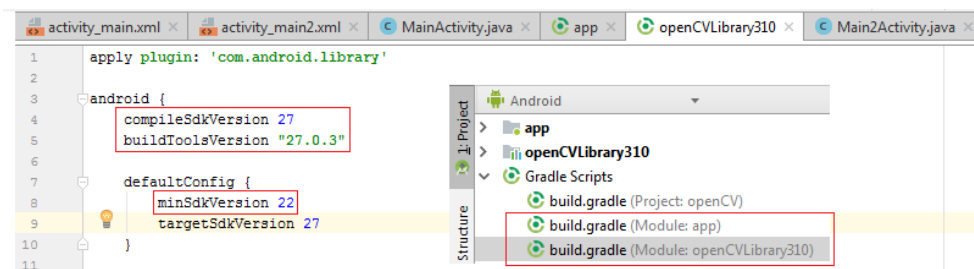 activity_main.xml × activity_main2.xml × MainActivity.java × app × openCVLibrary310 × Main2Activity.java ×
1 apply plugin: 'com.android.library'
2
3 android {
4 compileSdkVersion 27
5 buildToolsVersion "27.0.3"
6
7 defaultConfig {
8 minSdkVersion 22
9 targetSdkVersion 27
10 }
11
1: Project
Structure
Android
app
openCVLibrary310
Gradle Scripts
build.gradle (Project: openCV)
build.gradle (Module: app)
build.gradle (Module: openCVLibrary310)